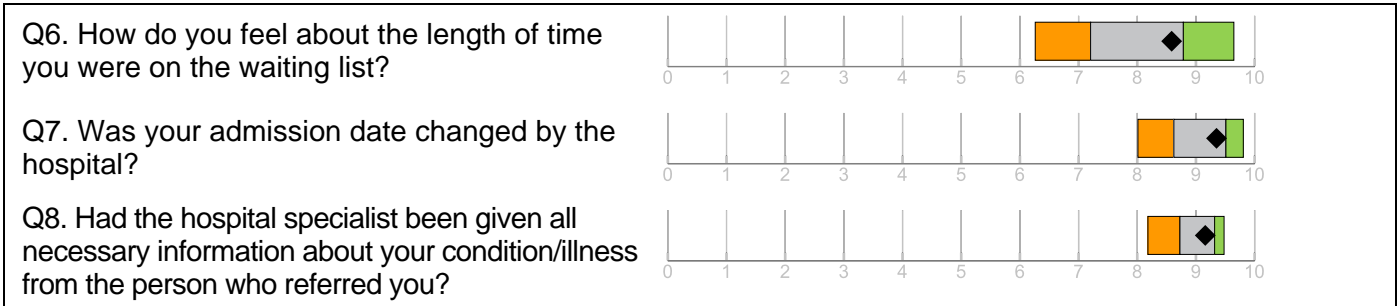 Q6. How do you feel about the length of time
you were on the waiting list?
0 1 2 3 4 5 6 7 8 9 10
Q7. Was your admission date changed by the
hospital?
0 1 2 3 4 5 6 7 8 9 10
Q8. Had the hospital specialist been given all
necessary information about your condition/illness
from the person who referred you?
0 1 2 3 4 5 6 7 8 9 10